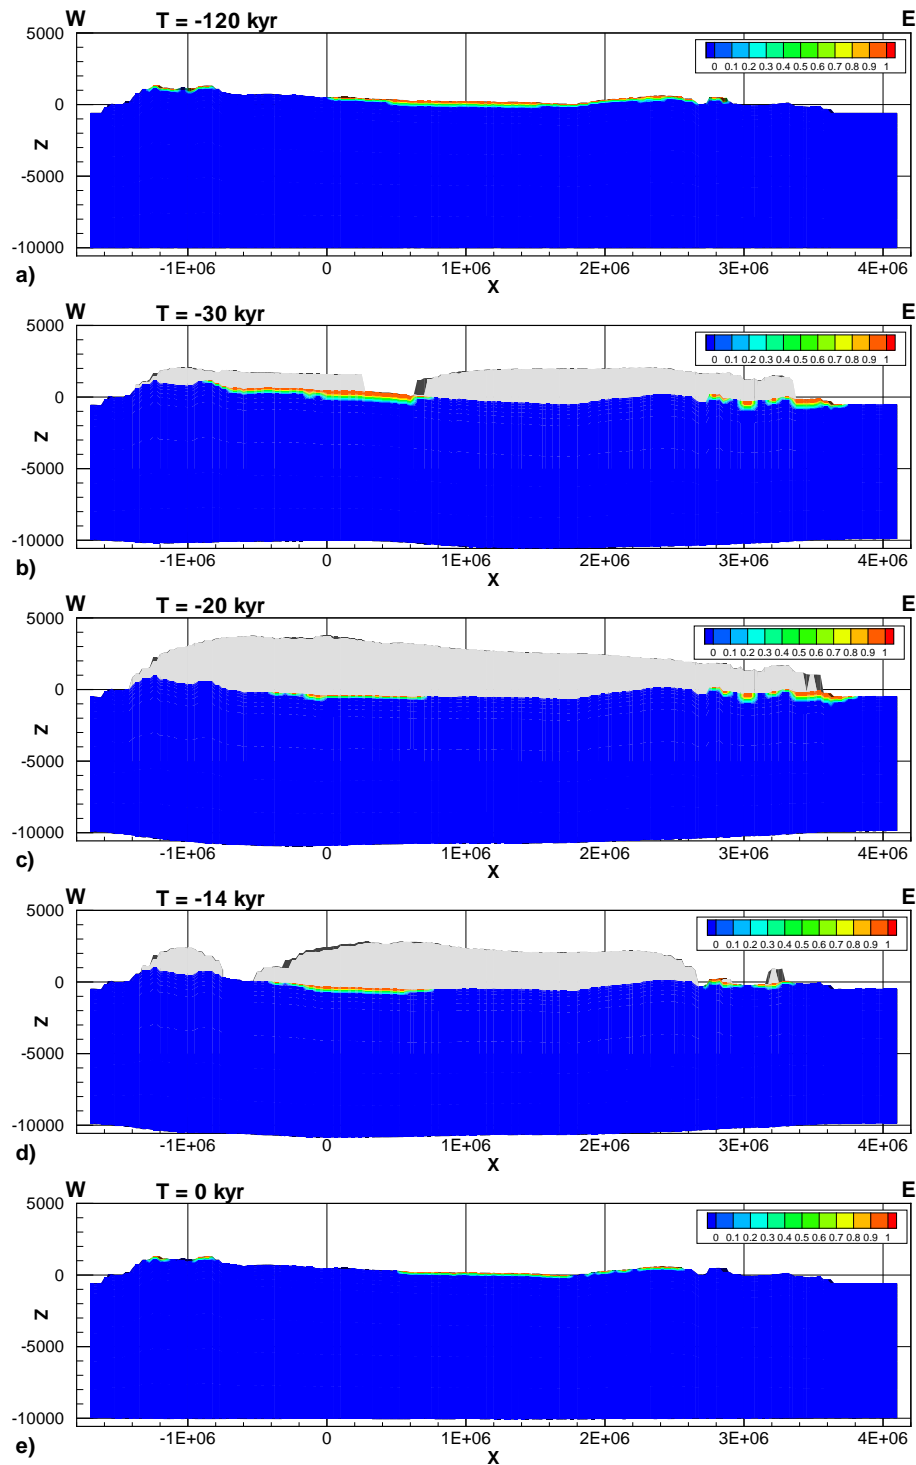 W T = -120 kyr E
5000
0 0.1 0.2 0.3 0.4 0.5 0.6 0.7 0.8 0.9 1
0
Z
-5000
-10000
-1E+06 0 1E+06 2E+06 3E+06 4E+06
a) X
W T = -30 kyr E
5000
0 0.1 0.2 0.3 0.4 0.5 0.6 0.7 0.8 0.9 1
0
Z
-5000
-10000
-1E+06 0 1E+06 2E+06 3E+06 4E+06
b) X
W T = -20 kyr E
5000
0 0.1 0.2 0.3 0.4 0.5 0.6 0.7 0.8 0.9 1
0
Z
-5000
-10000
-1E+06 0 1E+06 2E+06 3E+06 4E+06
c) X
W T = -14 kyr E
5000
0 0.1 0.2 0.3 0.4 0.5 0.6 0.7 0.8 0.9 1
0
Z
-5000
-10000
-1E+06 0 1E+06 2E+06 3E+06 4E+06
d) X
W T = 0 kyr E
5000
0 0.1 0.2 0.3 0.4 0.5 0.6 0.7 0.8 0.9 1
0
Z
-5000
-10000
-1E+06 0 1E+06 2E+06 3E+06 4E+06
e) X